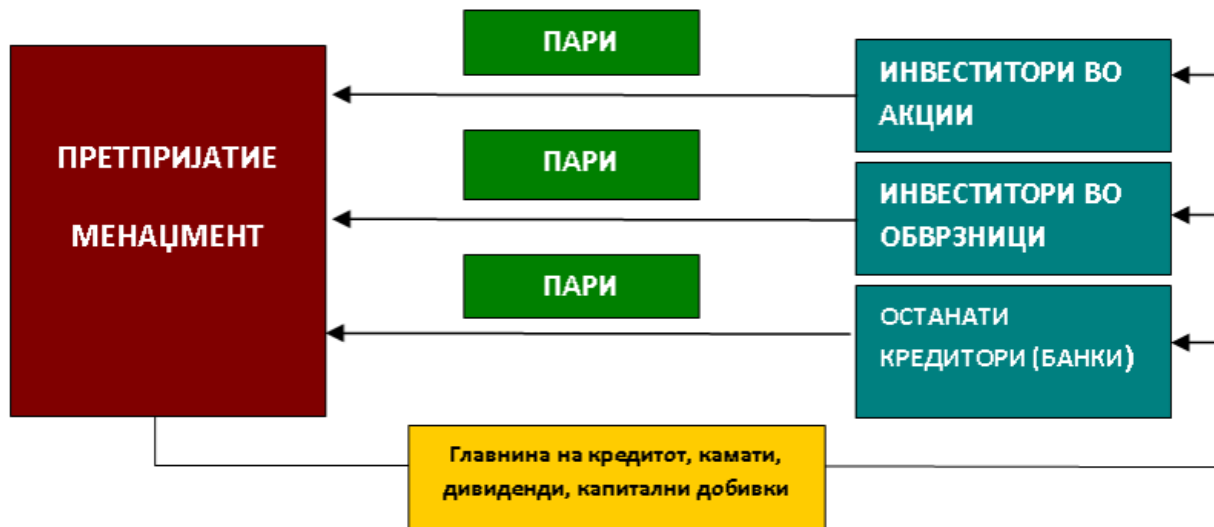 ПРЕТПРИЈАТИЕ
МЕНАЏМЕНТ
ПАРИ
ПАРИ
ПАРИ
ИНВЕСТИТОРИ ВО
АКЦИИ
ИНВЕСТИТОРИ ВО
ОБВРЗНИЦИ
ОСТАНАТИ
КРЕДИТОРИ (БАНКИ)
Главнина на кредитот, камати,
дивиденди, капитални добивки